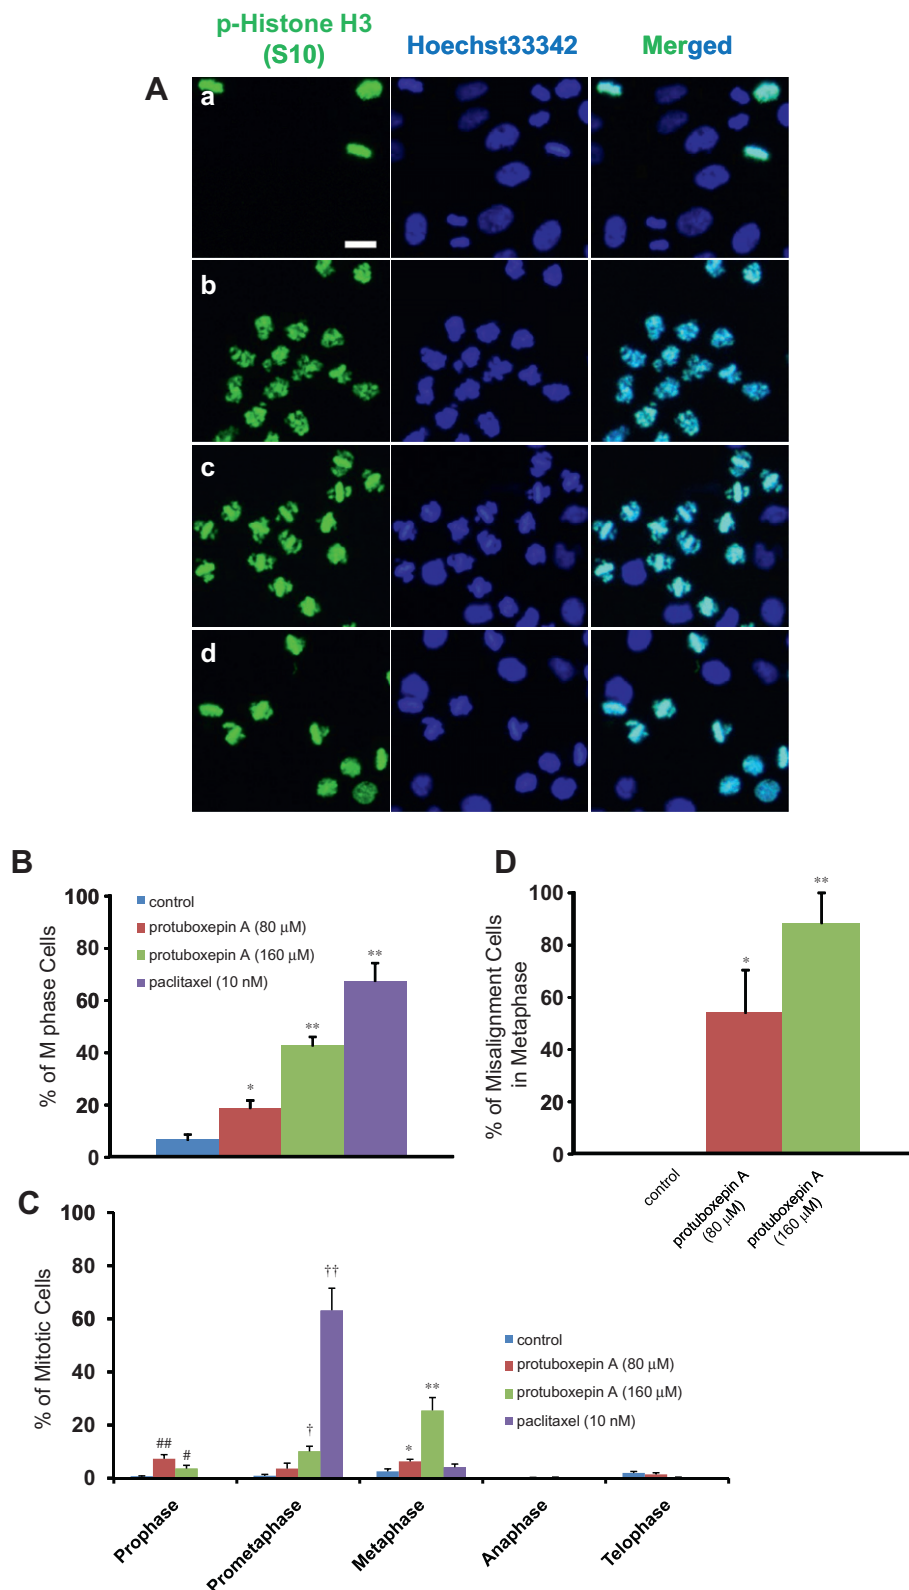 p-Histone H3
(S10)
Hoechst33342
Merged
A
a
b
c
d
B
% of M phase Cells
100
80
60
40
20
0
control
protuboxepin A (80 μM)
protuboxepin A (160 μM)
paclitaxel (10 nM)
*
**
**
D
% of Misalignment Cells
in Metaphase
100
80
60
40
20
0
*
**
control
protuboxepin A
(80 μM)
protuboxepin A
(160 μM)
C
% of Mitotic Cells
100
80
60
40
20
0
##
#
†
††
*
**
control
protuboxepin A (80 μM)
protuboxepin A (160 μM)
paclitaxel (10 nM)
Prophase
Prometaphase
Metaphase
Anaphase
Telophase